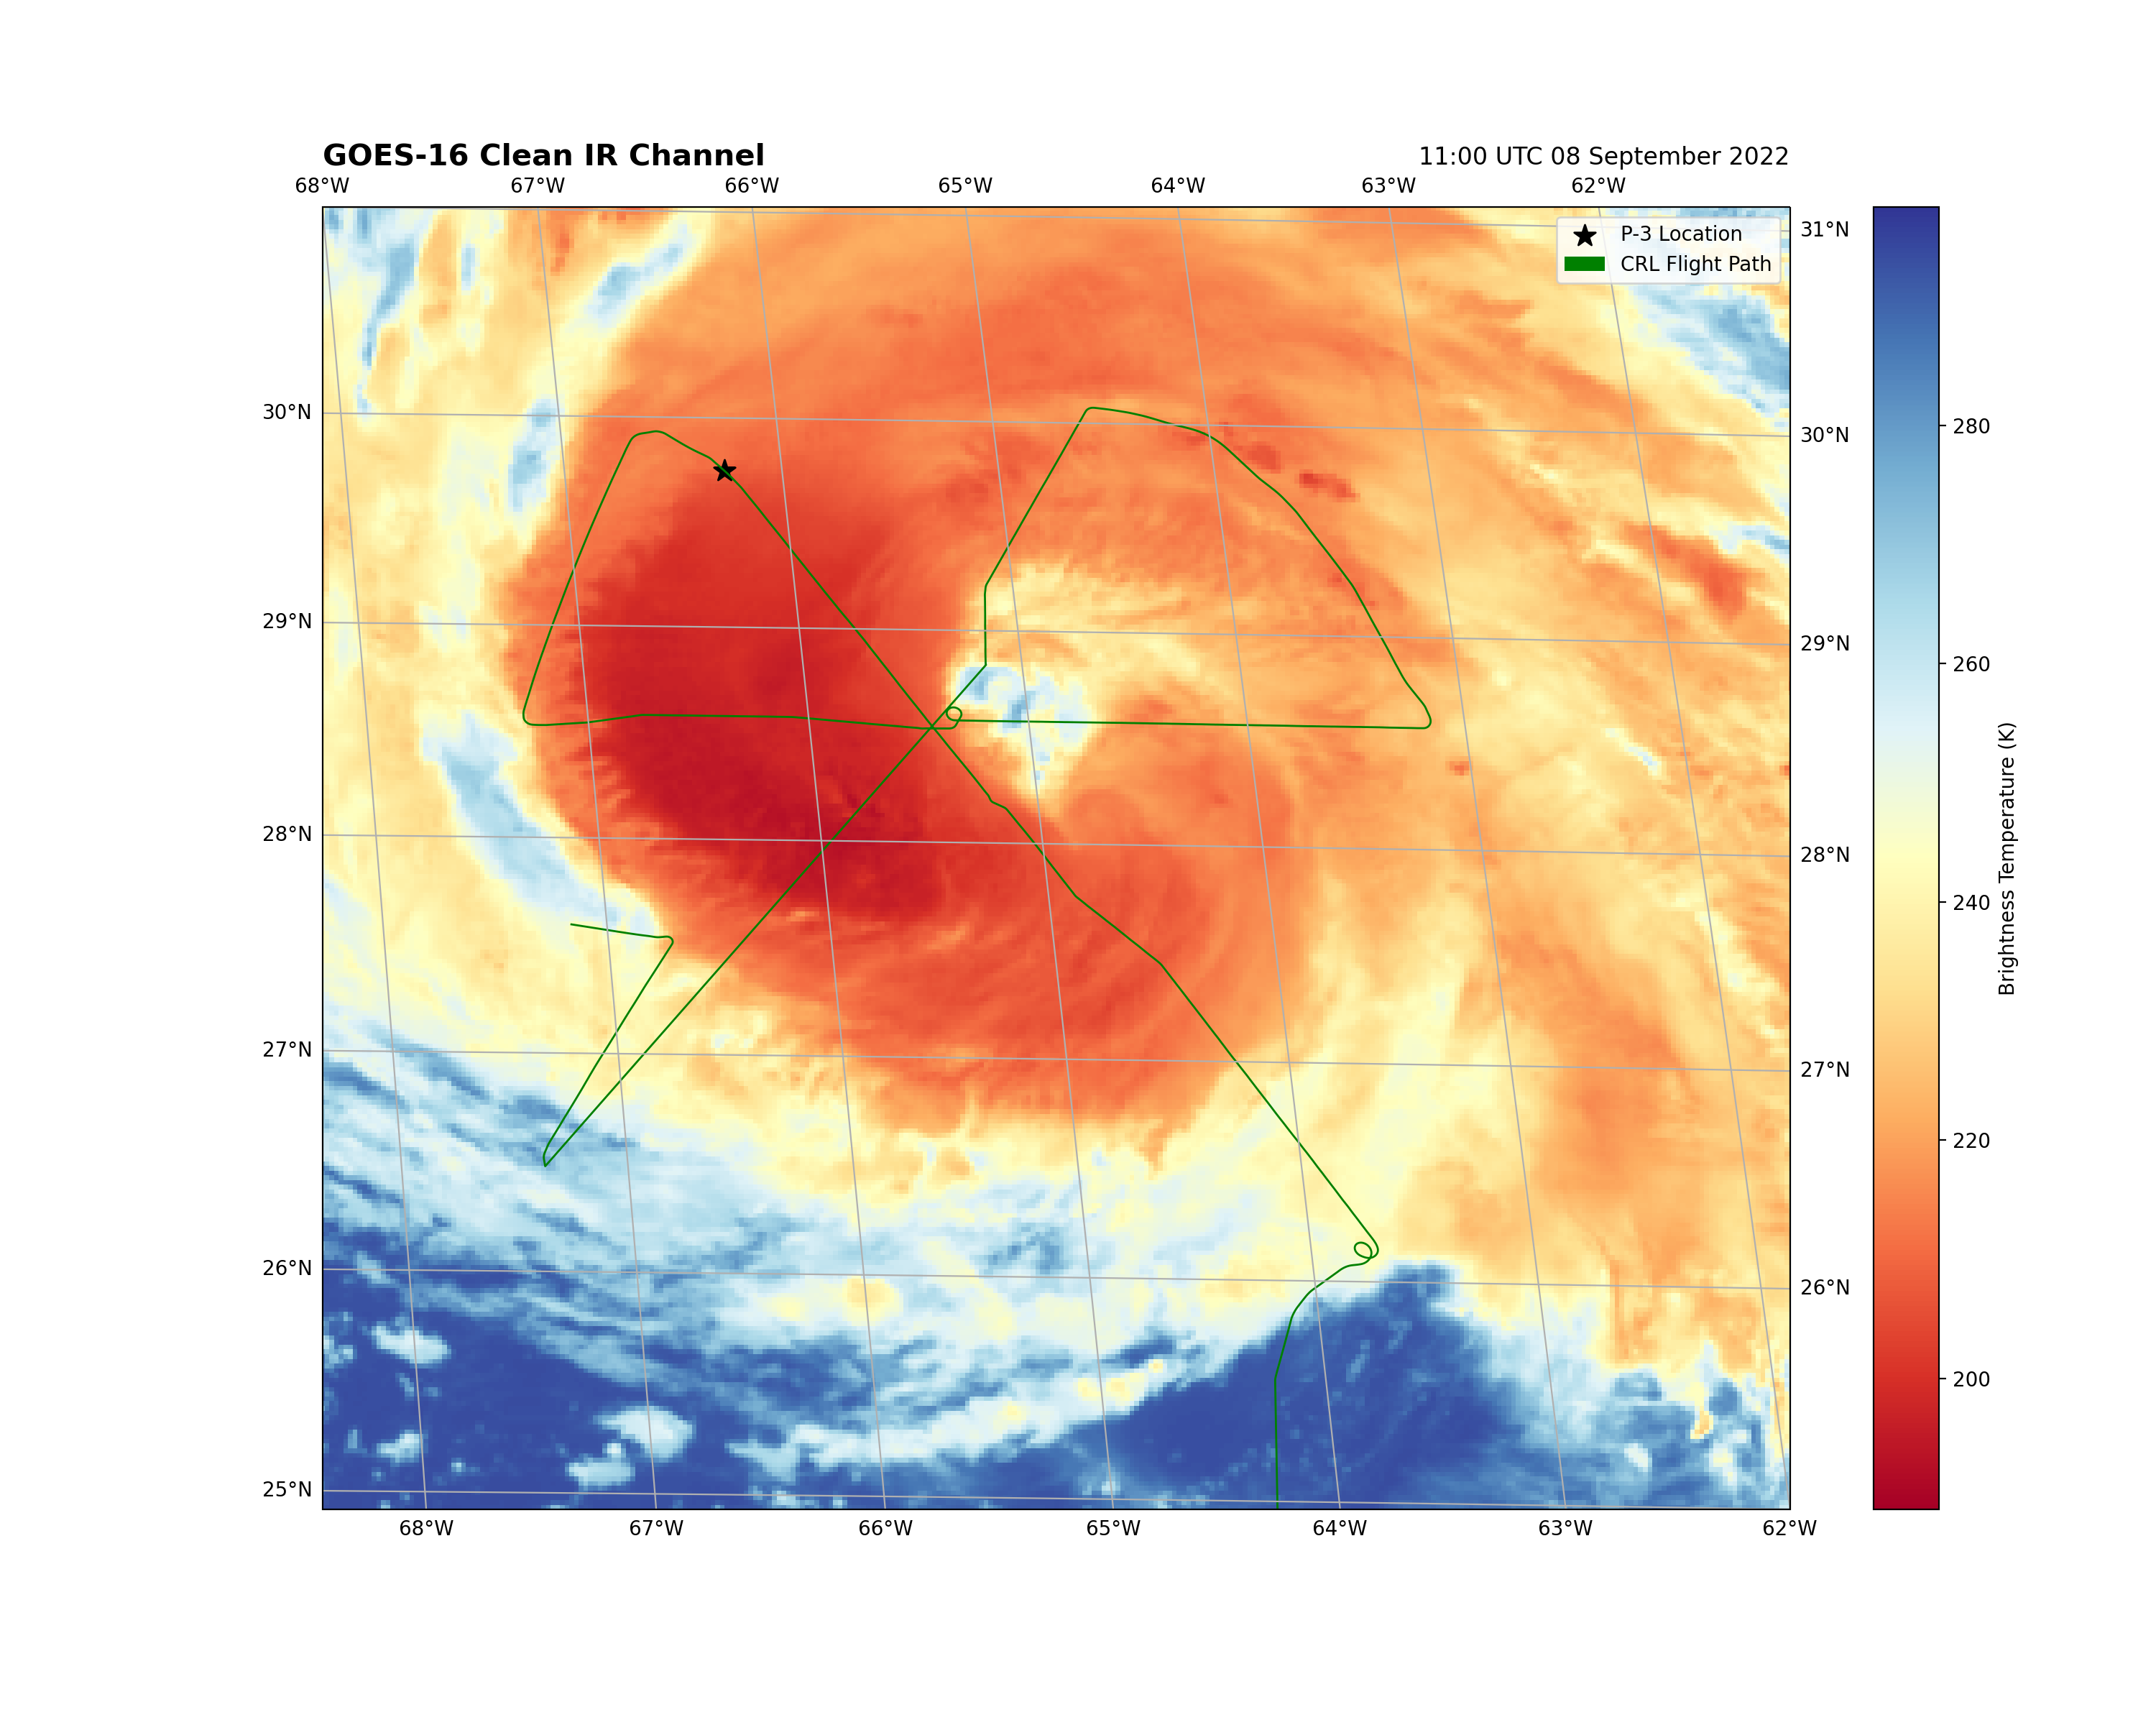 GOES-16 Clean IR Channel
11:00 UTC 08 September 2022
68°W 67°W 66°W 65°W 64°W 63°W 62°W
P-3 Location
CRL Flight Path
31°N
30°N 30°N
29°N 29°N
28°N 28°N
27°N 27°N
26°N 26°N
25°N
68°W 67°W 66°W 65°W 64°W 63°W 62°W
280
260
240
220
200
Brightness Temperature (K)